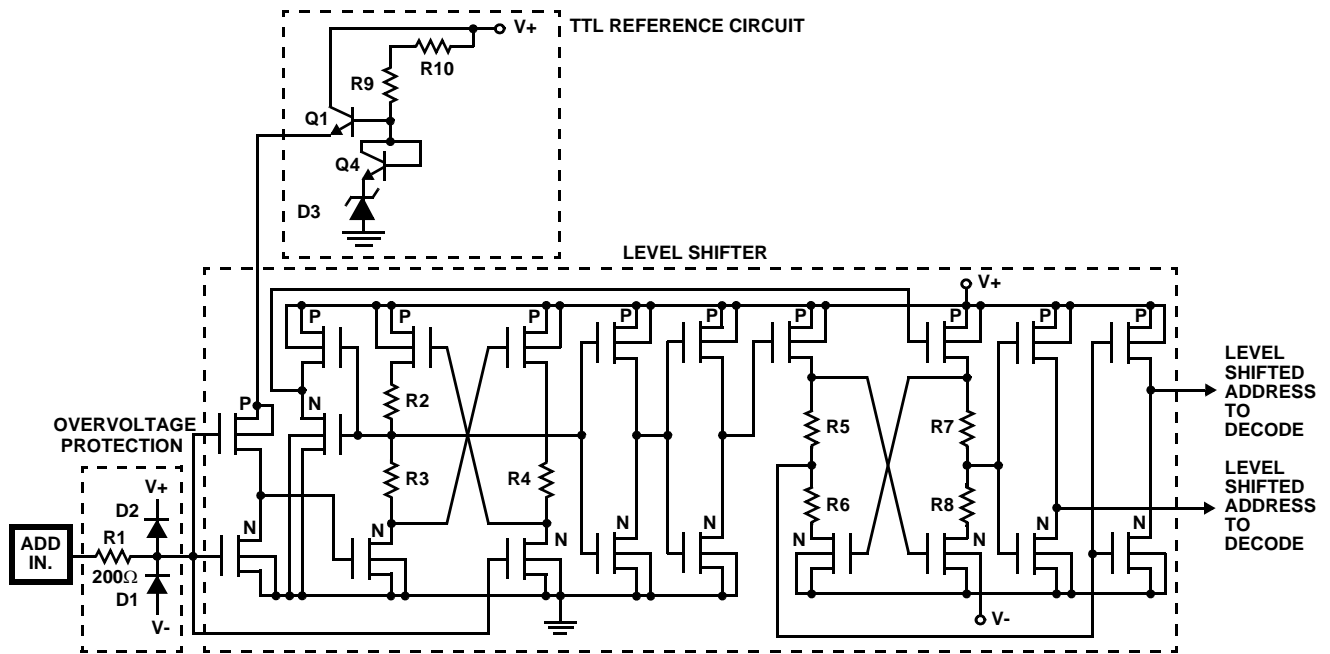 TTL REFERENCE CIRCUIT
V+
R10
R9
Q1
Q4
D3
LEVEL SHIFTER
V+
P
P
P
P
P
P
P
P
P
LEVEL
SHIFTED
ADDRESS
TO
DECODE
P
N
R2
R5
R7
OVERVOLTAGE
PROTECTION
R3
R4
R6
R8
LEVEL
SHIFTED
ADDRESS
TO
DECODE
V+
D2
N
N
N
N
N
N
N
N
N
N
ADD
IN.
R1
200Ω
D1
V-
V-